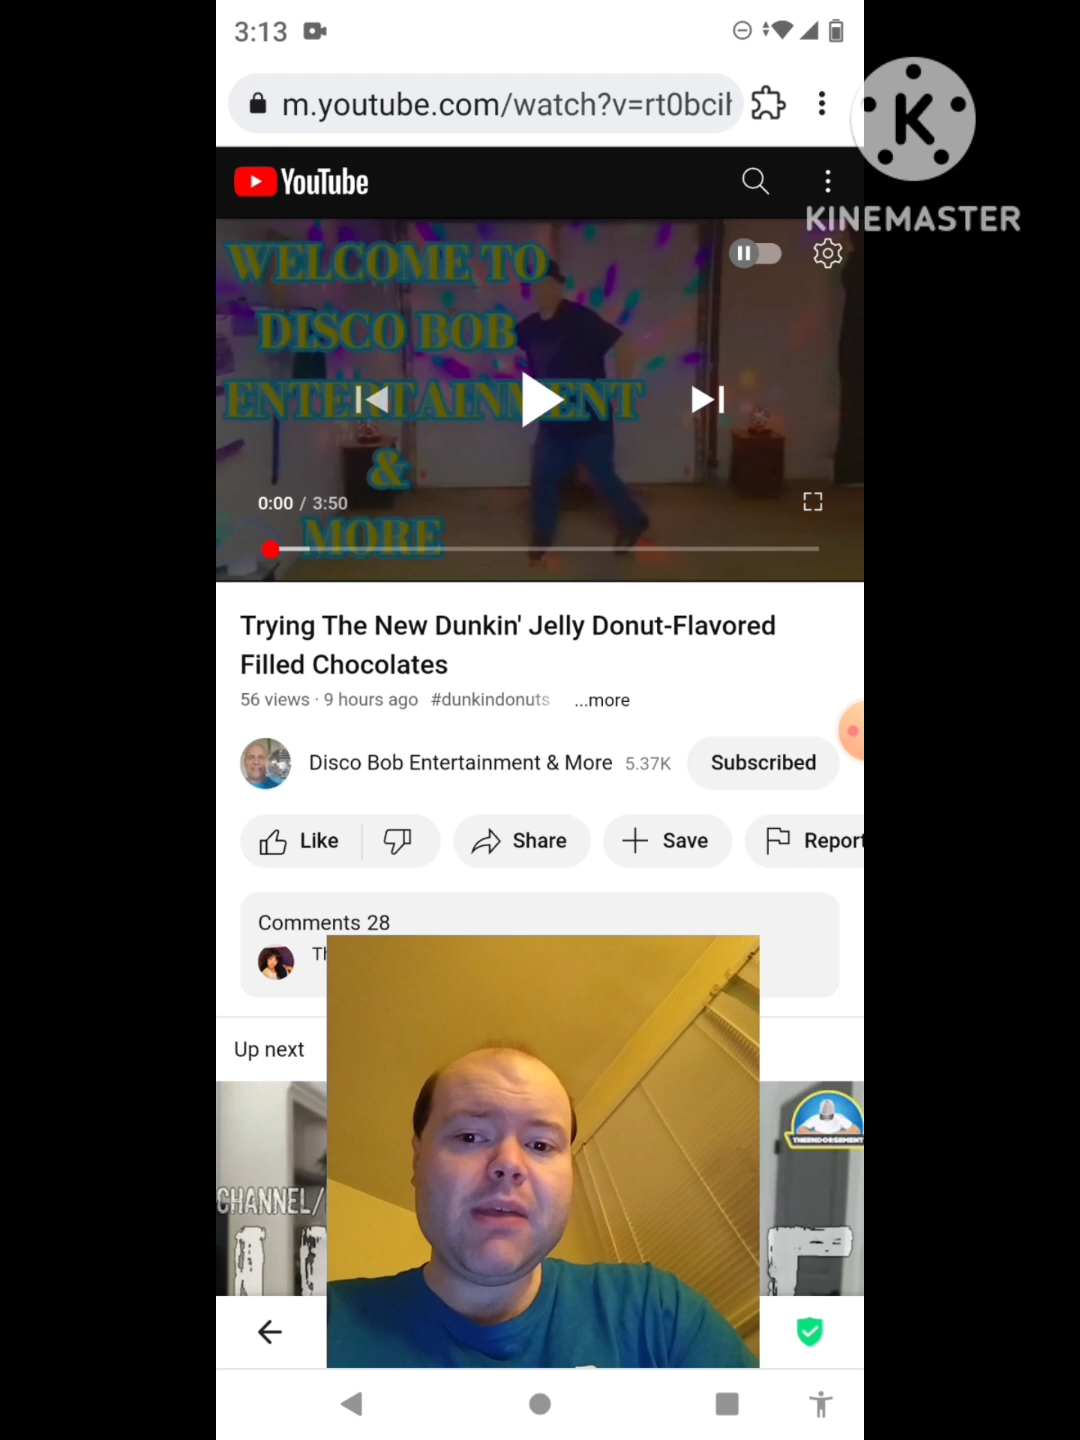 3:13
m.youtube.com/watch?v=rt0bcil
K
KINEMASTER
YouTube
WELCOME TO
DISCO BOB
ENTERTAINMENT
&
MORE
0:00 / 3:50
Trying The New Dunkin' Jelly Donut-Flavored
Filled Chocolates
56 views · 9 hours ago #dunkindonuts ...more
Disco Bob Entertainment & More 5.37K Subscribed
Like Share Save Report
Comments 28
Up next
CHANNEL/
THEENDORSEMENT